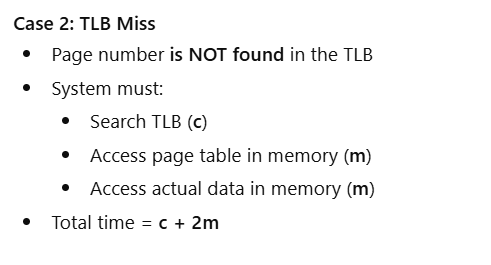 Case 2: TLB Miss
• Page number is NOT found in the TLB
• System must:
• Search TLB (c)
• Access page table in memory (m)
• Access actual data in memory (m)
• Total time = c + 2m